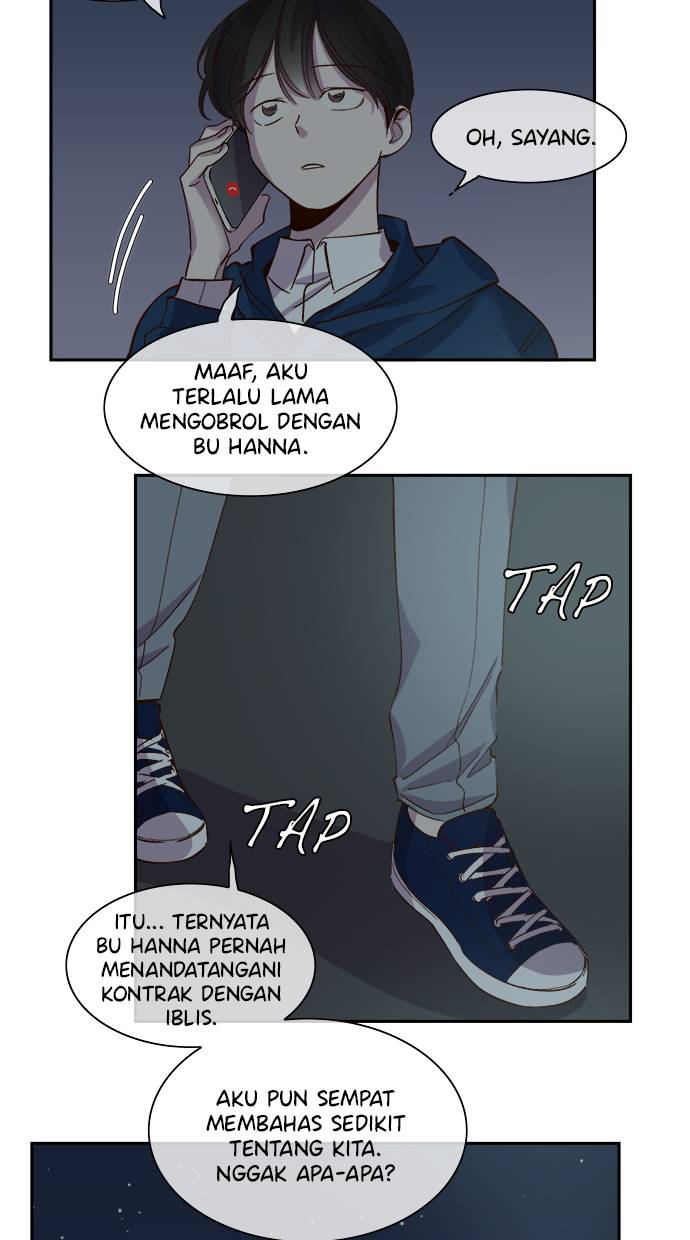 OH, SAYANG.
MAAF, AKU
TERLALU LAMA
MENGOBROL DENGAN
BU HANNA.
TAP
TAP
ITU... TERNYATA
BU HANNA PERNAH
MENANDATANGANI
KONTRAK DENGAN
IBLIS.
AKU PUN SEMPAT
MEMBAHAS SEDIKIT
TENTANG KITA.
NGGAK APA-APA?